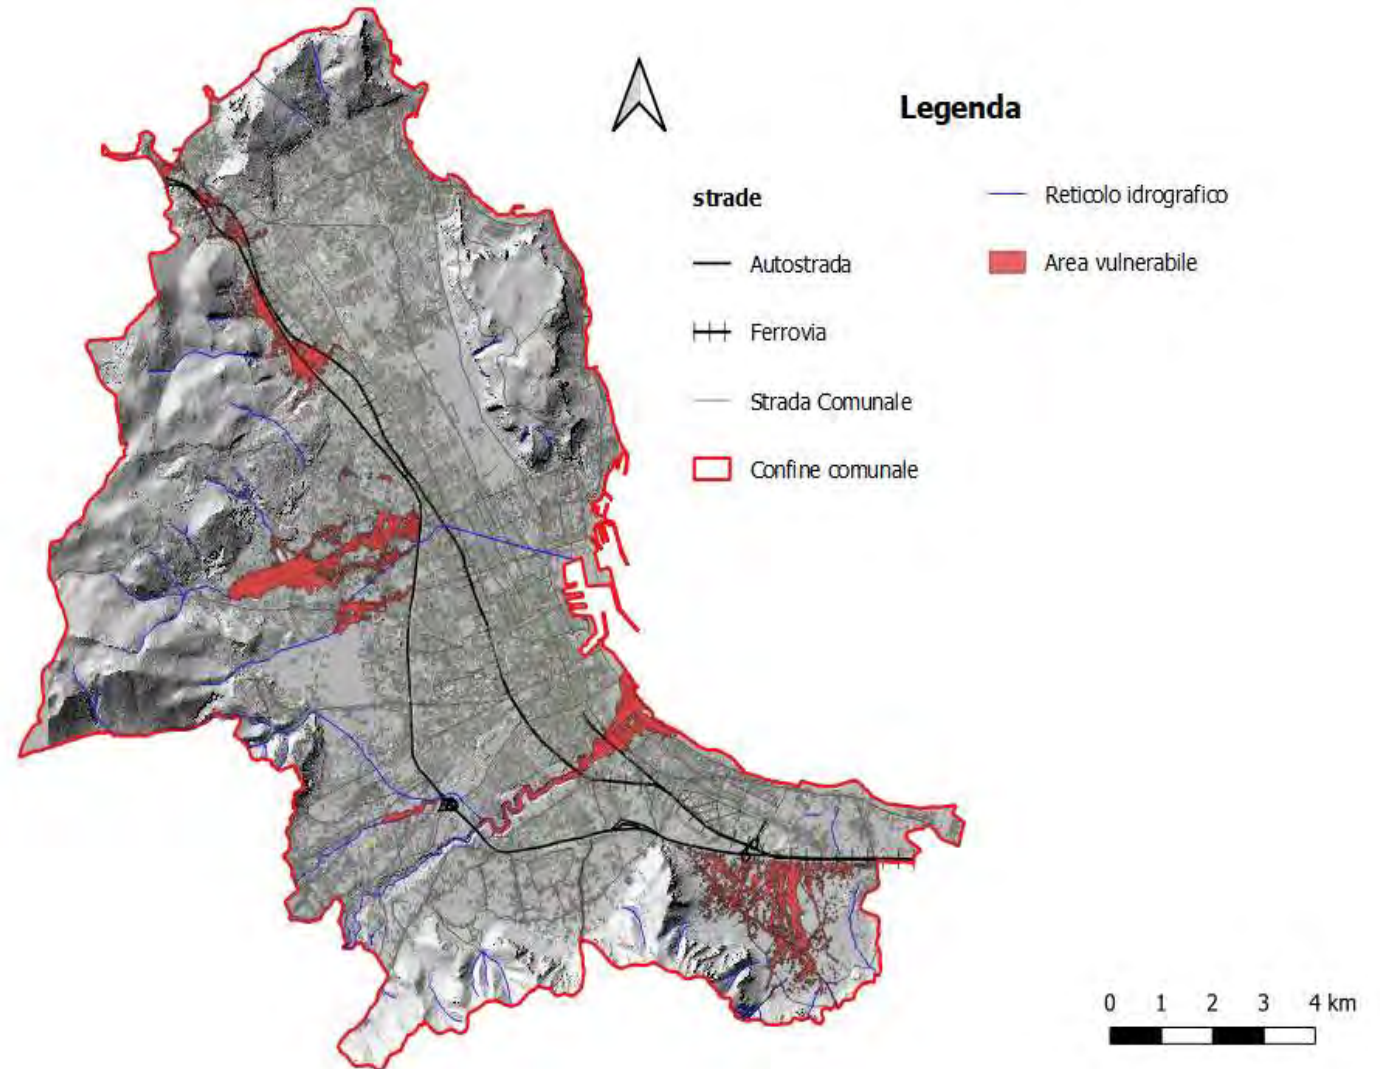 Legenda
strade
Autostrada
Ferrovia
Strada Comunale
Confine comunale
Reticolo idrografico
Area vulnerabile
0 1 2 3 4 km